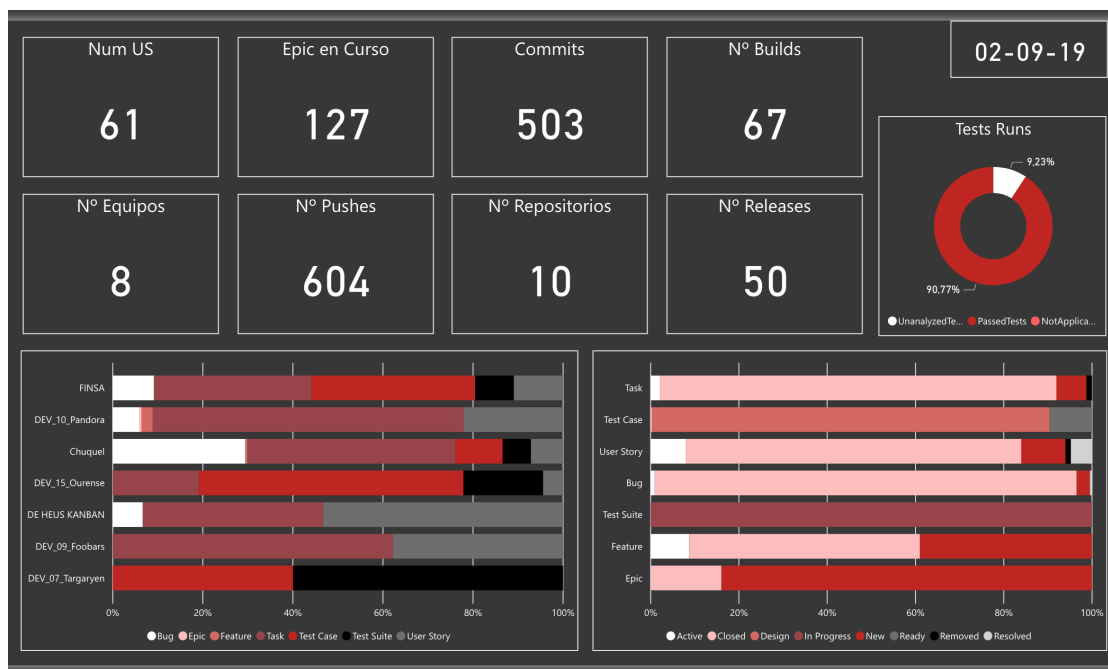 Num US
61
Epic en Curso
127
Commits
503
Nº Builds
67
02-09-19
Nº Equipos
8
Nº Pushes
604
Nº Repositorios
10
Nº Releases
50
Tests Runs
9,23%
90,77%
UnanalyzedTe... PassedTests NotApplica...
FINSA
DEV_10_Pandora
Chuquel
DEV_15_Ourense
DE HEUS KANBAN
DEV_09_Foobars
DEV_07_Targaryen
0% 20% 40% 60% 80% 100%
Bug Epic Feature Task Test Case Test Suite User Story
Task
Test Case
User Story
Bug
Test Suite
Feature
Epic
0% 20% 40% 60% 80% 100%
Active Closed Design In Progress New Ready Removed Resolved